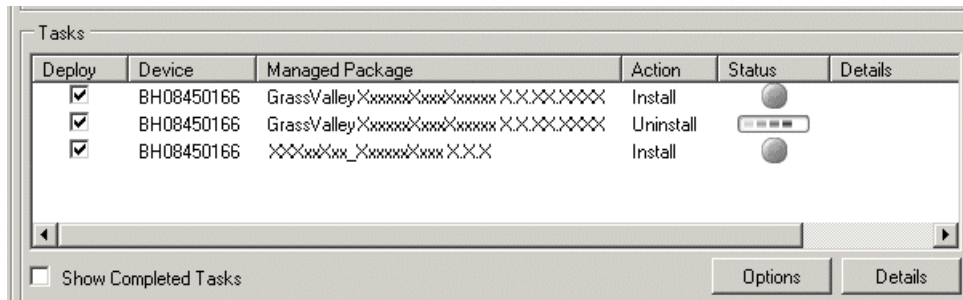 Tasks
Deploy Device Managed Package Action Status Details
BH08450166 GrassValleyXxxxxxXxxxXxxxxx X.X.XX.XXXX Install
BH08450166 GrassValleyXxxxxxXxxxXxxxxx X.X.XX.XXXX Uninstall
BH08450166 XXXxxXxx_XxxxxxXxxx X.X.X Install
Show Completed Tasks Options Details